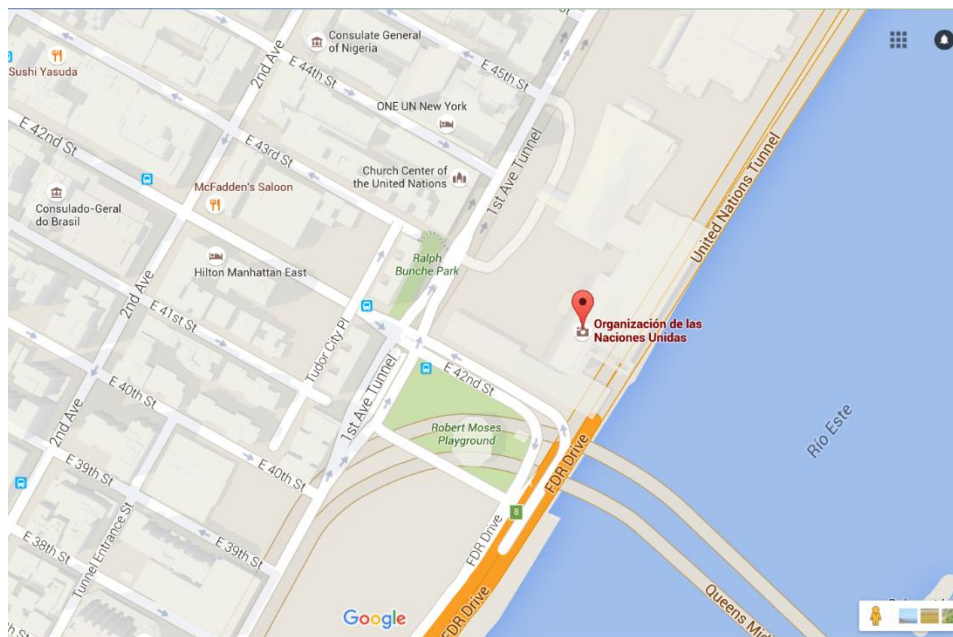 Consulate General
of Nigeria
Sushi Yasuda
2nd Ave
E 44th St
E 45th St
ONE UN New York
E 42nd St
E 43rd St
Church Center of
the United Nations
1st Ave Tunnel
United Nations Tunnel
McFadden's Saloon
Consulado-Geral
do Brasil
Hilton Manhattan East
Ralph
Bunche Park
2nd Ave
E 41st St
Tudor City Pl
Organización de las
Naciones Unidas
E 40th St
1st Ave Tunnel
E 42nd St
2nd Ave
Robert Moses
Playground
Río Este
E 39th St
E 40th St
FDR Drive
8
Tunnel Entrance St
E 38th St
E 39th St
FDR Drive
FDR Drive
Google